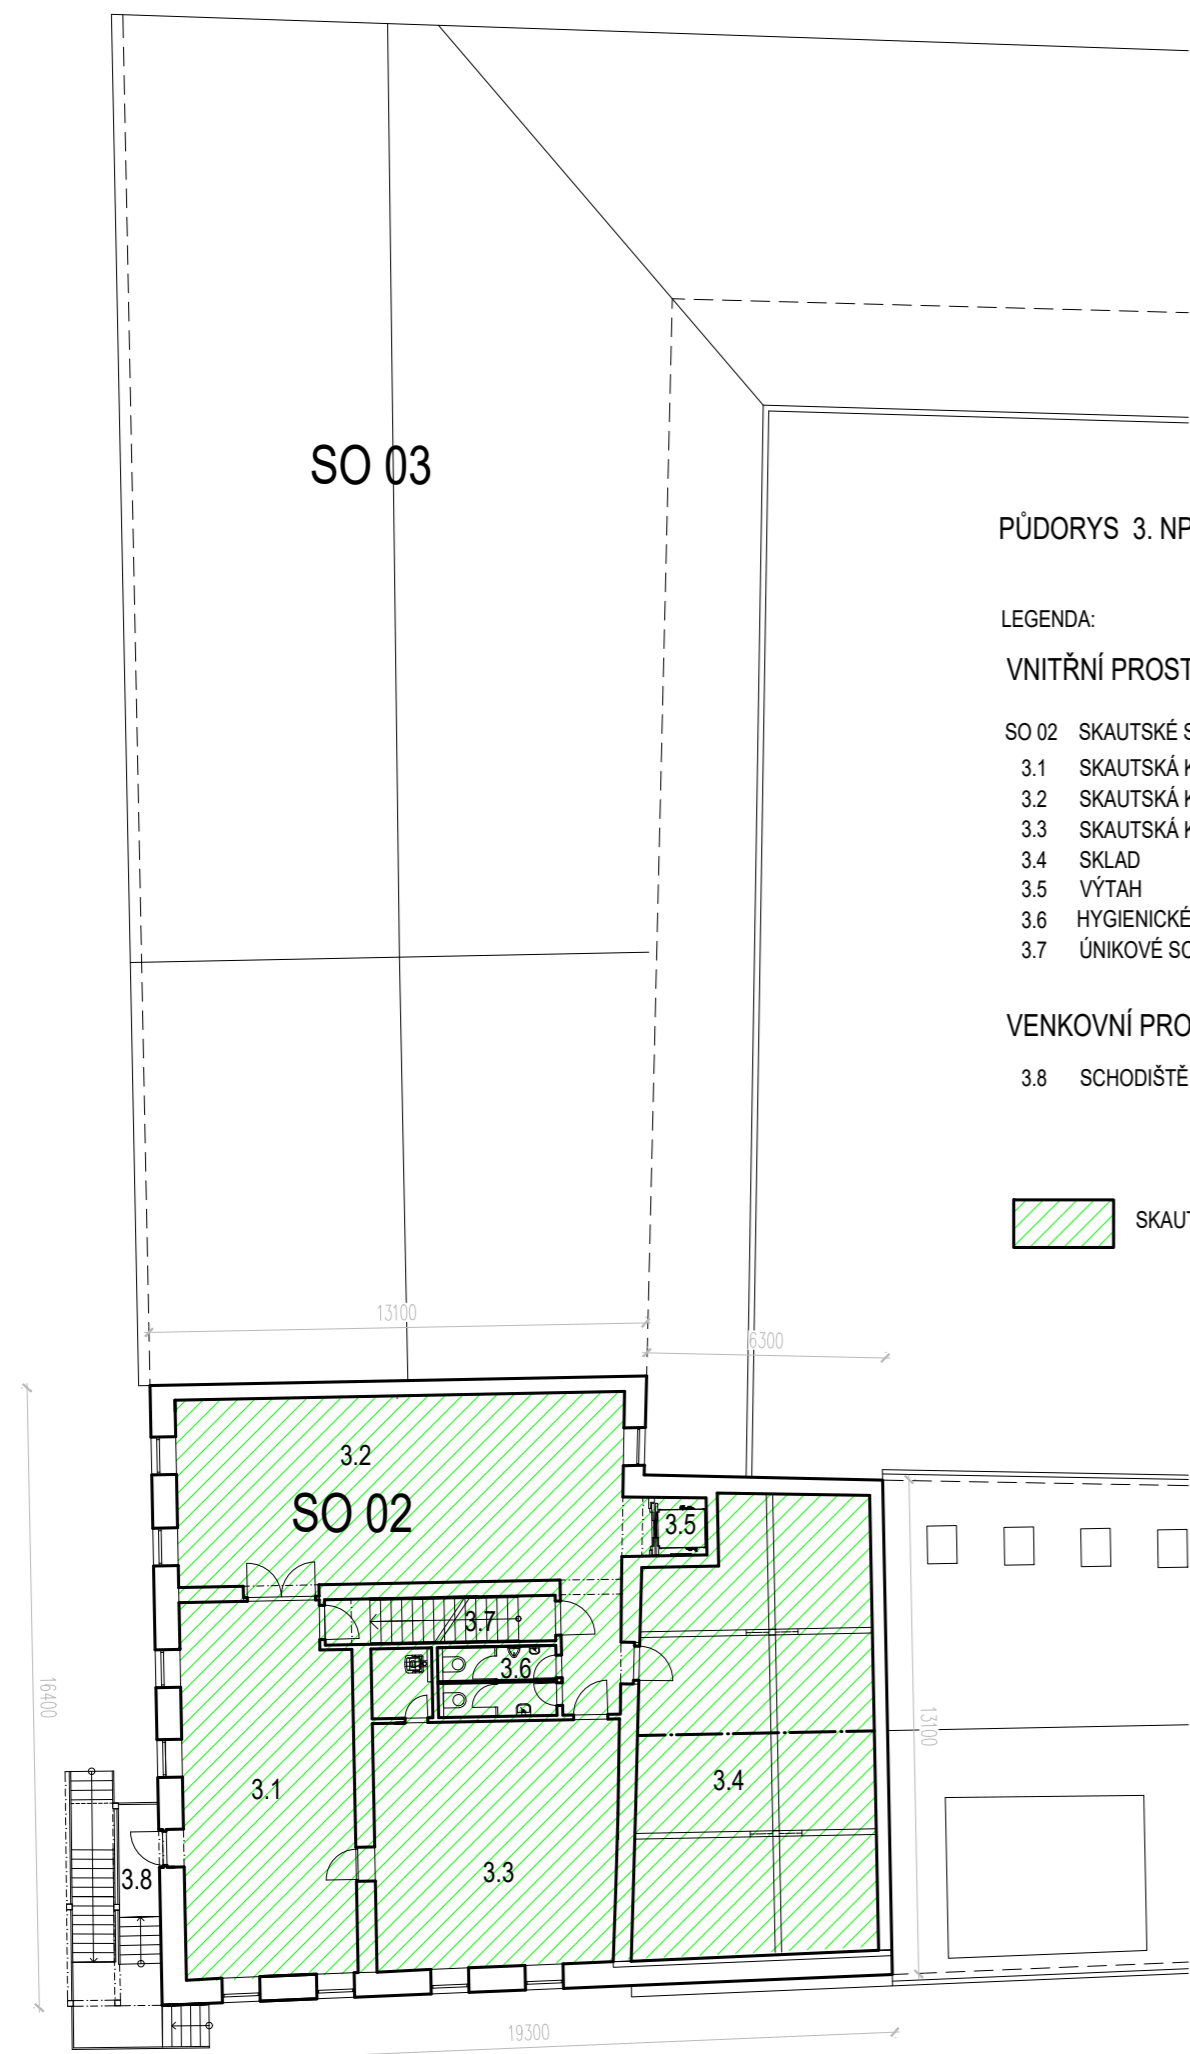 SO 03
PŮDORYS 3. NP
LEGENDA:
VNITŘNÍ PROST
SO 02 SKAUTSKÉ S
3.1 SKAUTSKÁ K
3.2 SKAUTSKÁ K
3.3 SKAUTSKÁ K
3.4 SKLAD
3.5 VÝTAH
3.6 HYGIENICKÉ
3.7 ÚNIKOVÉ SC
VENKOVNÍ PRO
3.8 SCHODIŠTĚ
SKAUT
13100
6300
3.2
SO 02
3.5
3.7
3.6
16400
13100
3.1
3.4
3.3
3.8
19300